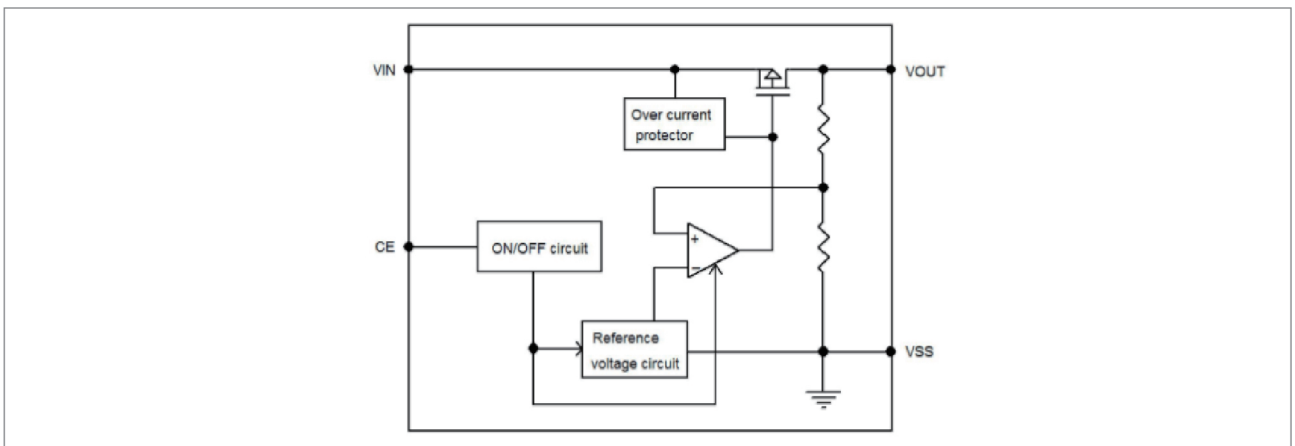 VIN
VOUT
Over current
protector
CE
ON/OFF circuit
+
−
Reference
voltage circuit
VSS